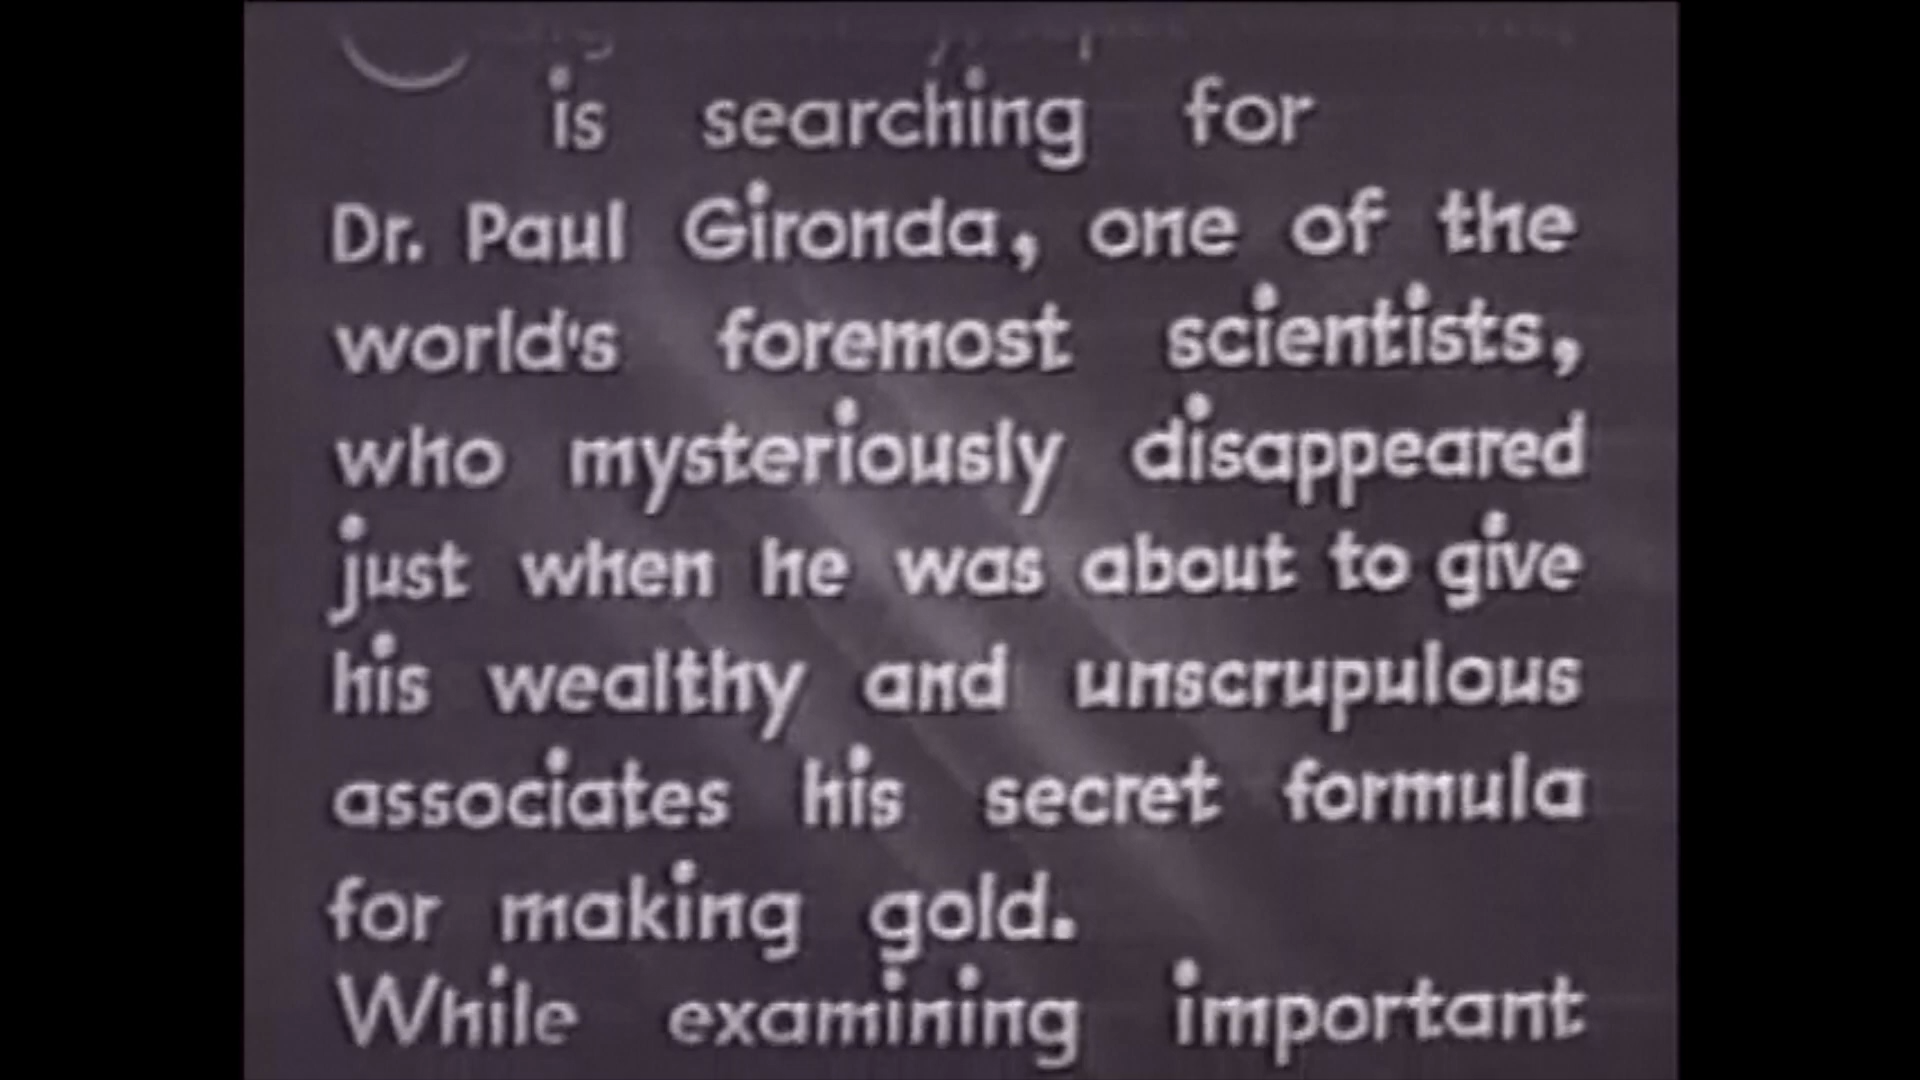 is searching for
Dr. Paul Gironda, one of the
world's foremost scientists,
who mysteriously disappeared
just when he was about to give
his wealthy and unscrupulous
associates his secret formula
for making gold.
While examining important